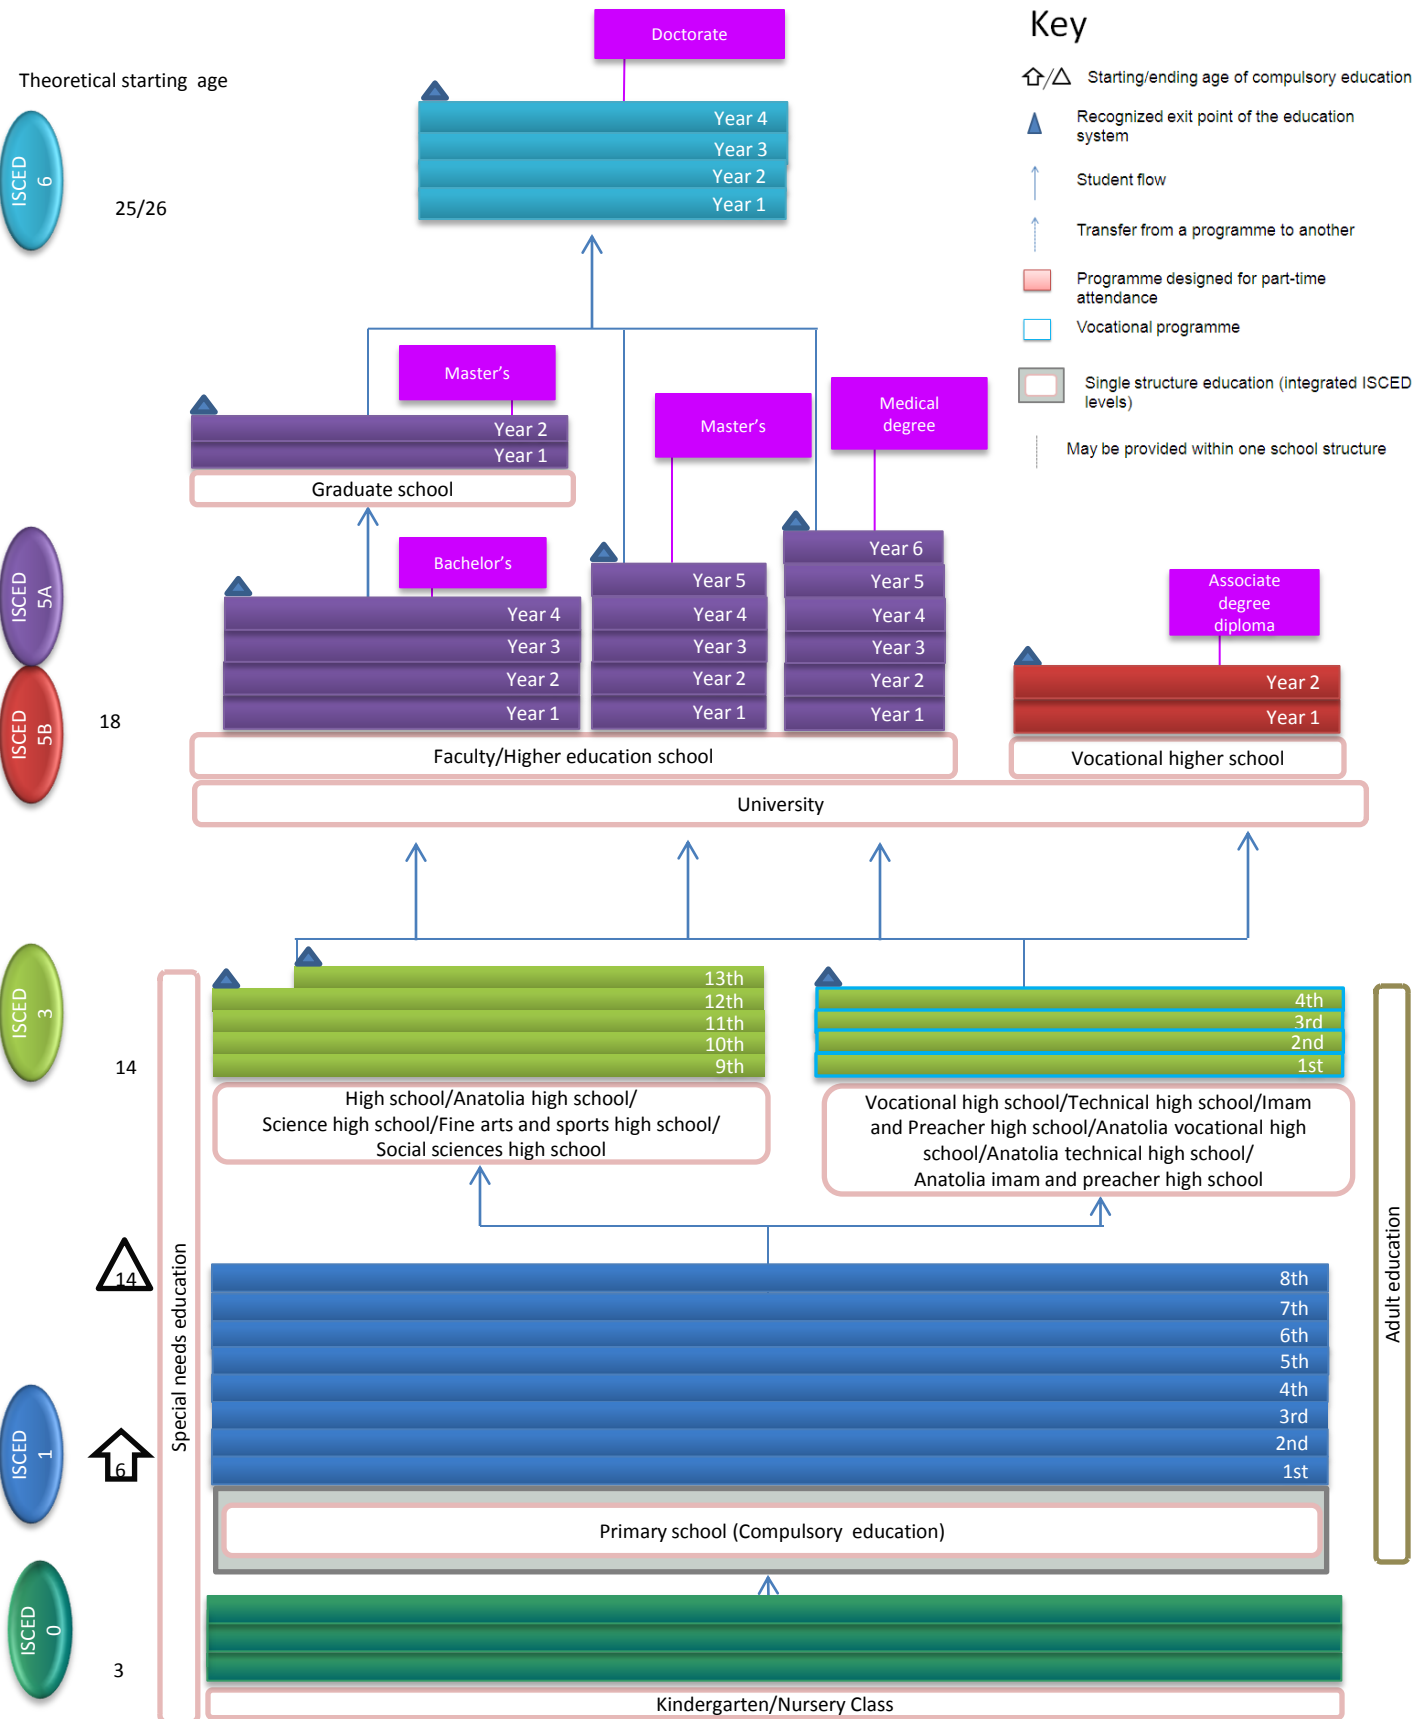 Key
Starting/ending age of compulsory education
Recognized exit point of the education
system
Student flow
Transfer from a programme to another
Programme designed for part-time
attendance
Vocational programme
Single structure education (integrated ISCED
levels)
May be provided within one school structure
Theoretical starting age
Doctorate
ISCED
6
25/26
Year 4
Year 3
Year 2
Year 1
Master's
Year 2
Year 1
Graduate school
Master's
Medical
degree
ISCED
5A
Bachelor's
Year 4
Year 3
Year 2
Year 1
Year 5
Year 4
Year 3
Year 2
Year 1
Year 6
Year 5
Year 4
Year 3
Year 2
Year 1
Associate
degree
diploma
Year 2
Year 1
ISCED
5B
18
Faculty/Higher education school
Vocational higher school
University
ISCED
3
14
13th
12th
11th
10th
9th
4th
3rd
2nd
1st
High school/Anatolia high school/
Science high school/Fine arts and sports high school/
Social sciences high school
Vocational high school/Technical high school/Imam
and Preacher high school/Anatolia vocational high
school/Anatolia technical high school/
Anatolia imam and preacher high school
Special needs education
Adult education
14
8th
7th
6th
5th
4th
3rd
2nd
1st
ISCED
1
6
Primary school (Compulsory education)
ISCED
0
3
Kindergarten/Nursery Class